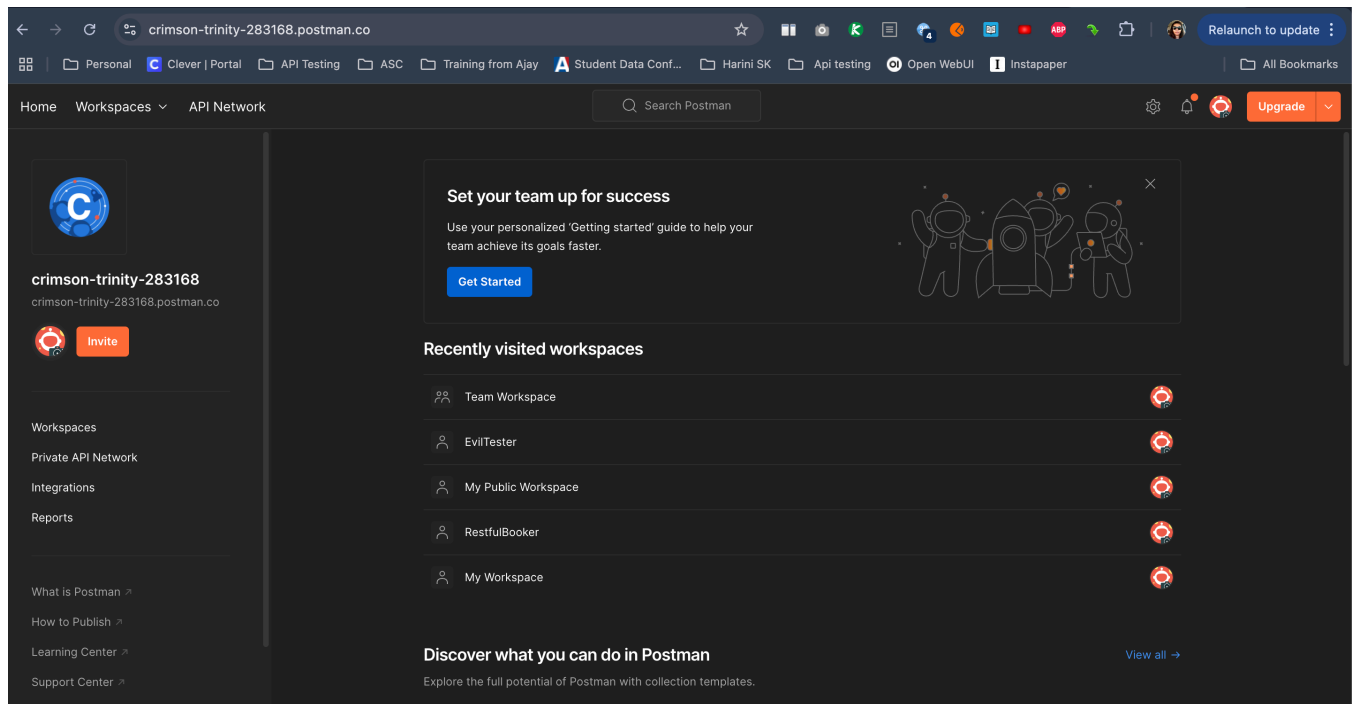 crimson-trinity-283168.postman.co
4
ABP
Relaunch to update
Personal
C
Clever | Portal
API Testing
ASC
Training from Ajay
Student Data Conf...
Harini SK
Api testing
OI
Open WebUI
I
Instapaper
All Bookmarks
Home
Workspaces
API Network
Search Postman
Upgrade
C
crimson-trinity-283168
crimson-trinity-283168.postman.co
Invite
Workspaces
Private API Network
Integrations
Reports
What is Postman ↗
How to Publish ↗
Learning Center ↗
Support Center ↗
Set your team up for success
Use your personalized ‘Getting started’ guide to help your
team achieve its goals faster.
Get Started
Recently visited workspaces
Team Workspace
EvilTester
My Public Workspace
RestfulBooker
My Workspace
Discover what you can do in Postman
View all →
Explore the full potential of Postman with collection templates.